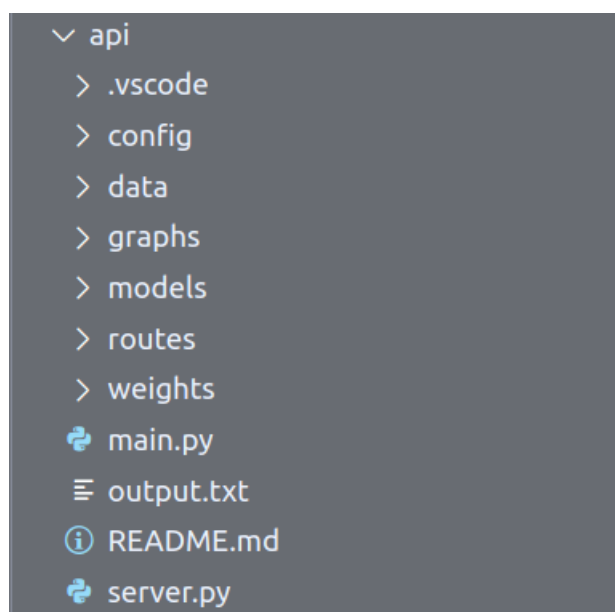 api
.vscode
config
data
graphs
models
routes
weights
main.py
output.txt
README.md
server.py